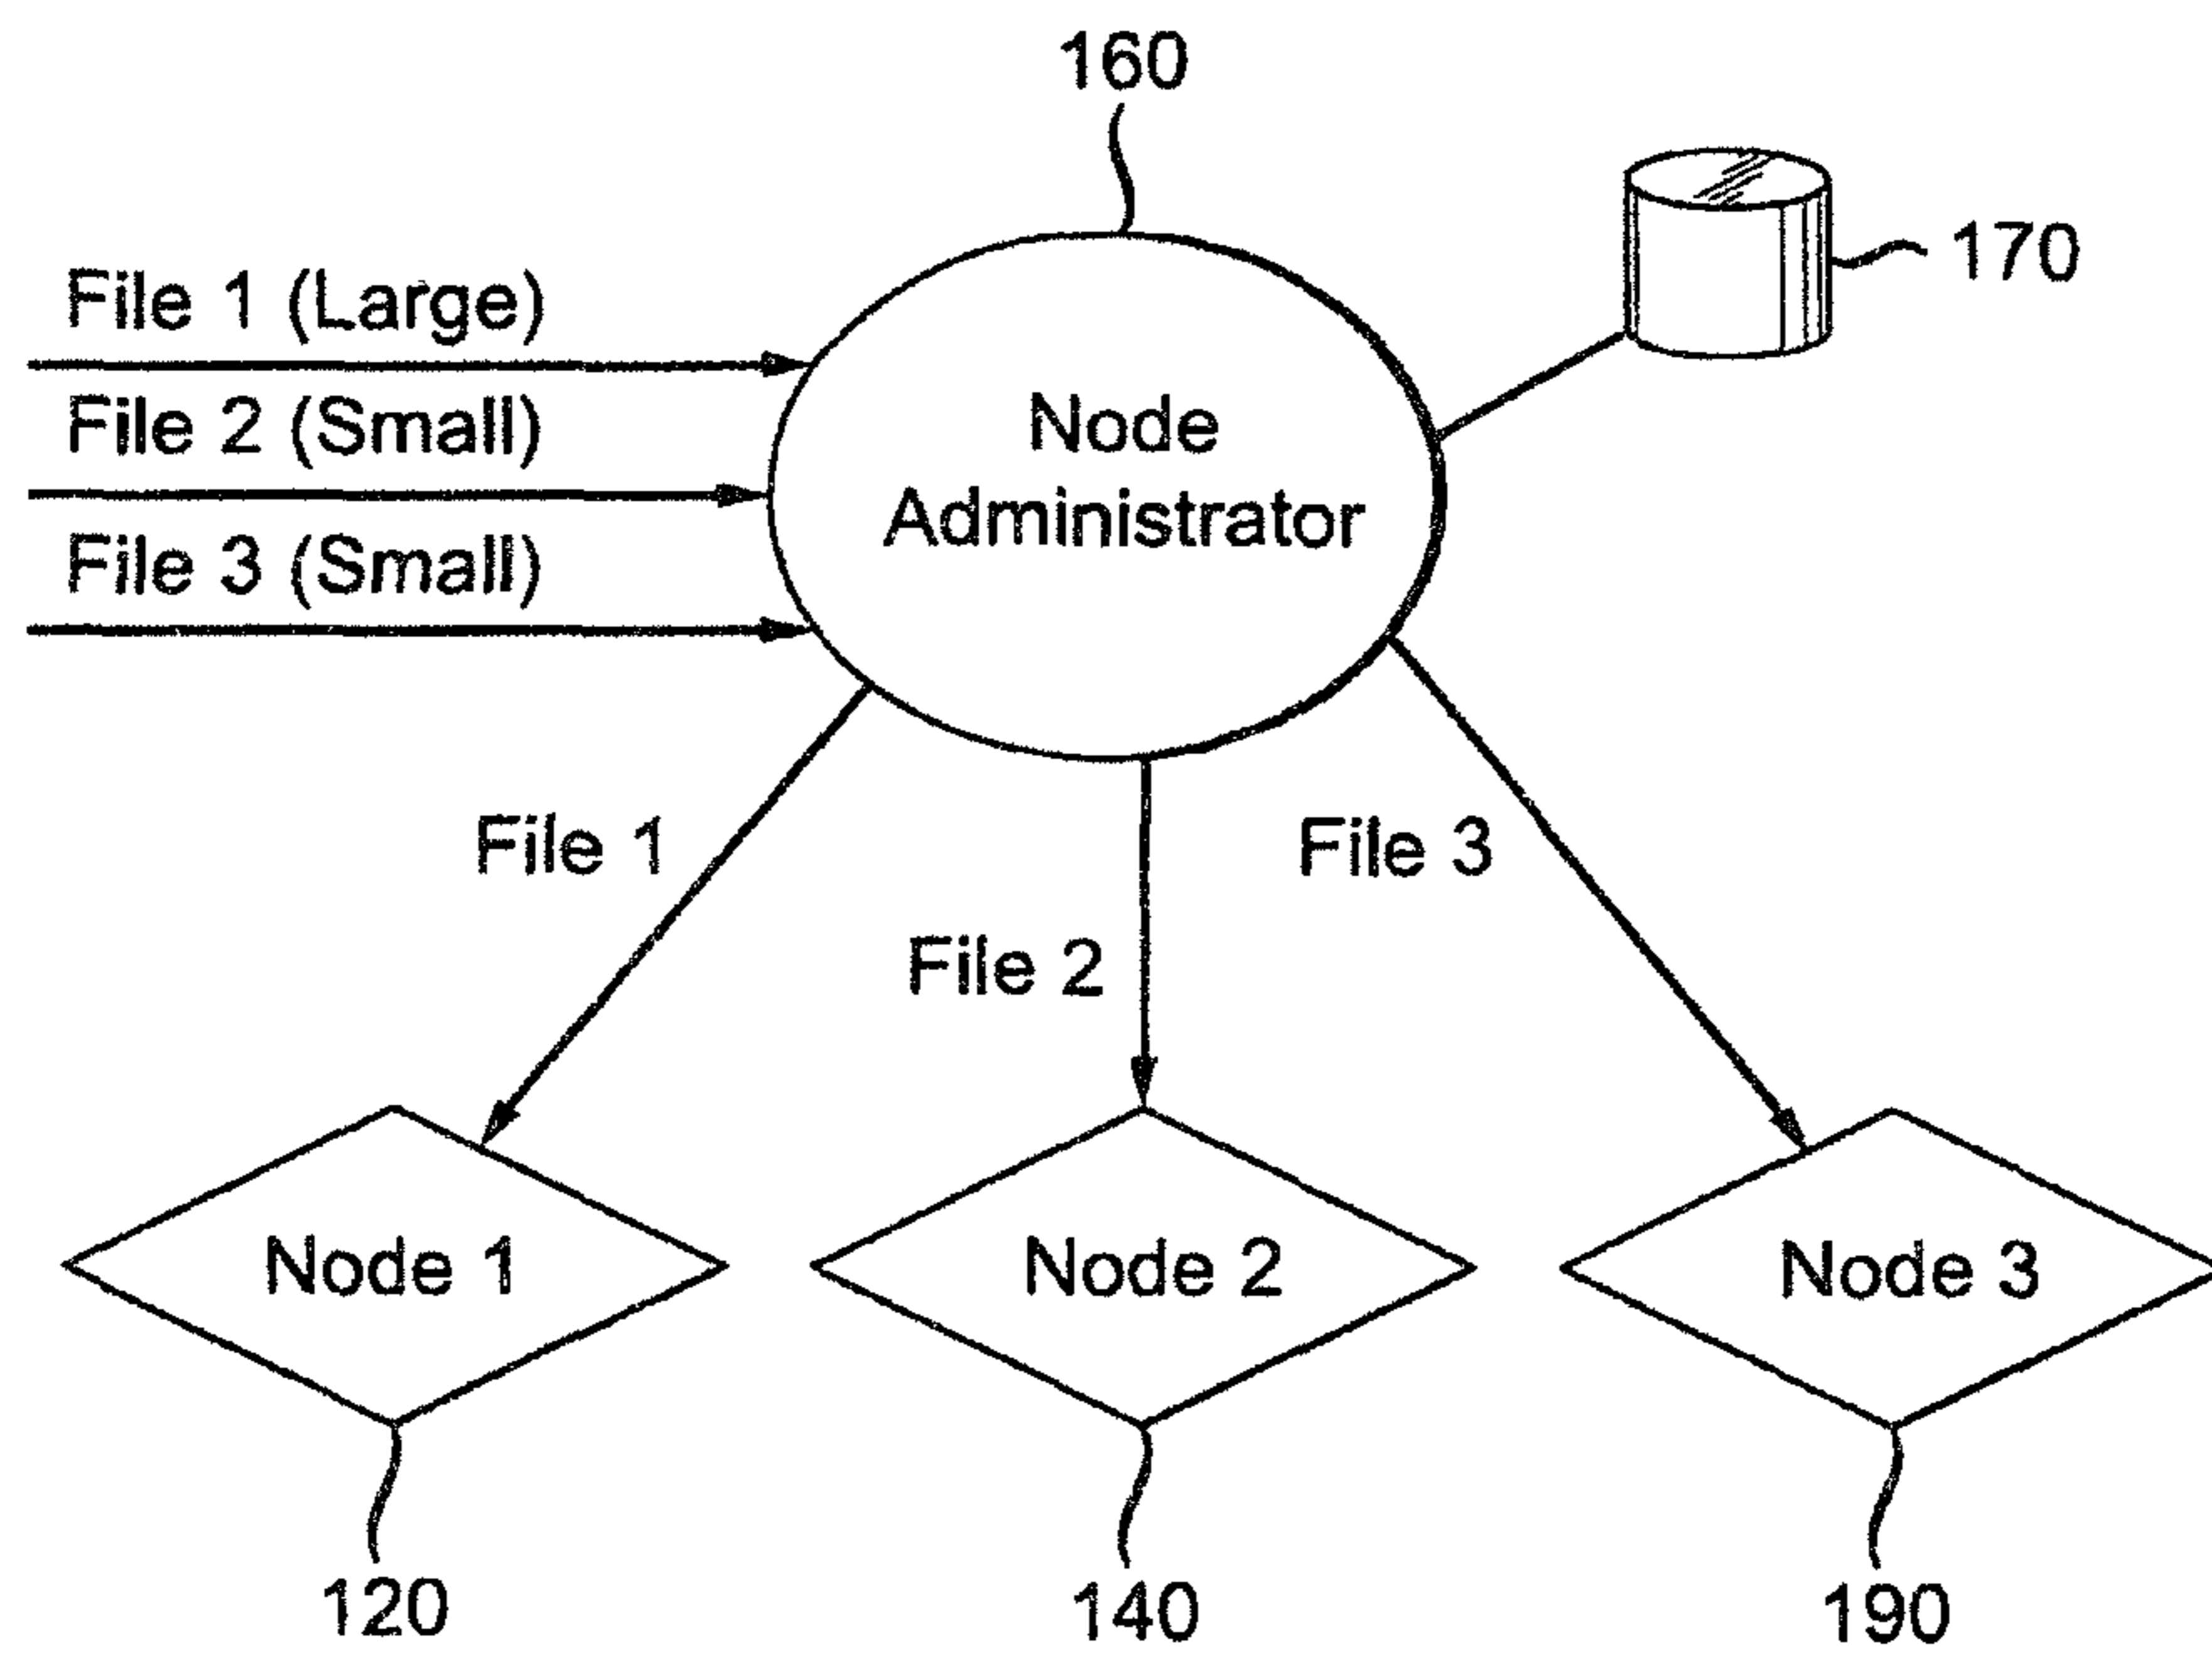 160
170
File 1 (Large)
File 2 (Small)
File 3 (Small)
Node
Administrator
File 1
File 2
File 3
Node 1
Node 2
Node 3
120
140
190